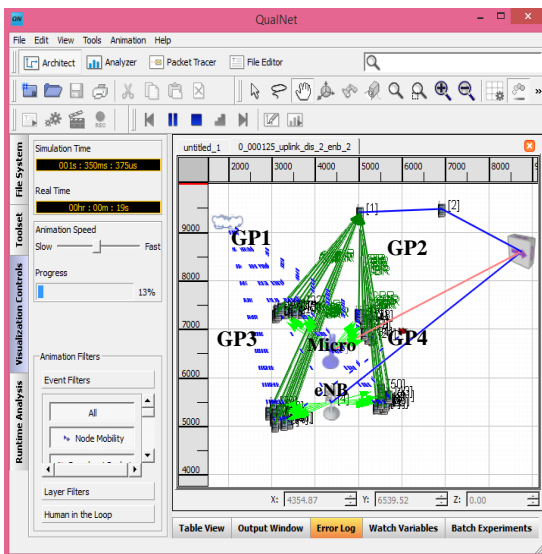 QualNet
File Edit View Tools Animation Help
Architect Analyzer Packet Tracer File Editor
REC
File System
Toolset
Visualization Controls
Runtime Analysis
Simulation Time
001s : 350ms : 375us
Real Time
00hr : 00m : 19s
Animation Speed
Slow Fast
Progress
13%
Animation Filters
Event Filters
All
Node Mobility
Layer Filters
Human in the Loop
untitled_1 0_000125_uplink_dis_2_enb_2
2000 3000 4000 5000 6000 7000 8000
9000
8000
7000
6000
5000
4000
[1] [2]
GP1
GP2
GP3
GP4
Micro
eNB
X: 4354.87 Y: 6539.52 Z: 0.00
Table View Output Window Error Log Watch Variables Batch Experiments